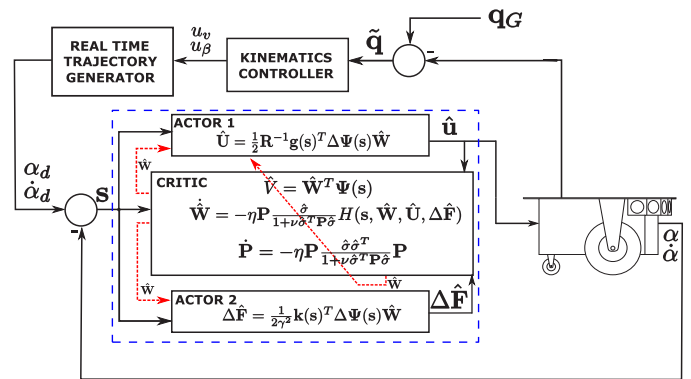 q_G
REAL TIME
TRAJECTORY
GENERATOR
u_v
u_β
KINEMATICS
CONTROLLER
q̃
-
ACTOR 1
Û = ½R⁻¹g(s)ᵀΔΨ(s)Ŵ
û
Ŵ
α_d
α̇_d
s
-
CRITIC
V̂ = ŴᵀΨ(s)
Ŵ̇ = −ηP σ̂/(1+νσ̂ᵀPσ̂) H(s, Ŵ, Û, ΔF̂)
Ṗ = −ηP σ̂σ̂ᵀ/(1+νσ̂ᵀPσ̂) P
α
α̇
Ŵ
Ŵ
ACTOR 2
ΔF̂ = 1/(2γ²) k(s)ᵀΔΨ(s)Ŵ
ΔF̂